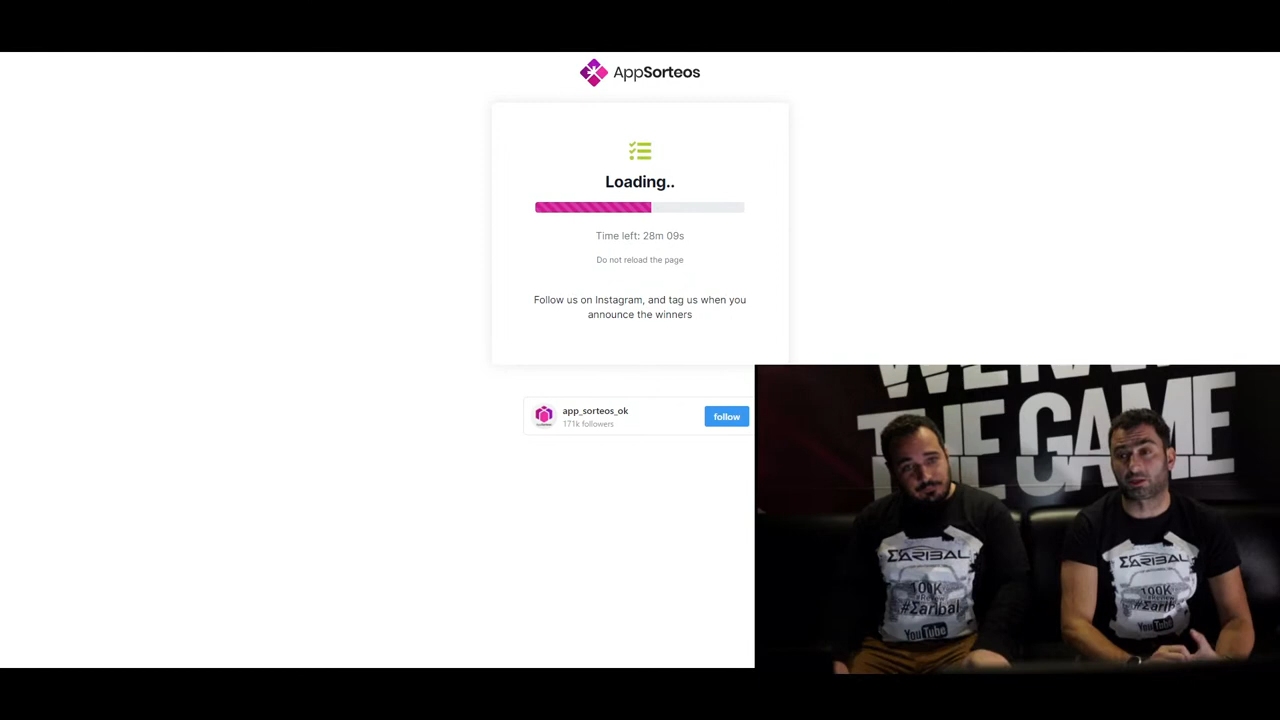 AppSorteos
Loading..
Time left: 28m 09s
Do not reload the page
Follow us on Instagram, and tag us when you
announce the winners
app_sorteos_ok
171k followers
follow
THE GAME
ΣARIBAL
100K
#Σaribal
YouTube
ΣARIBAL
100K
YouTube